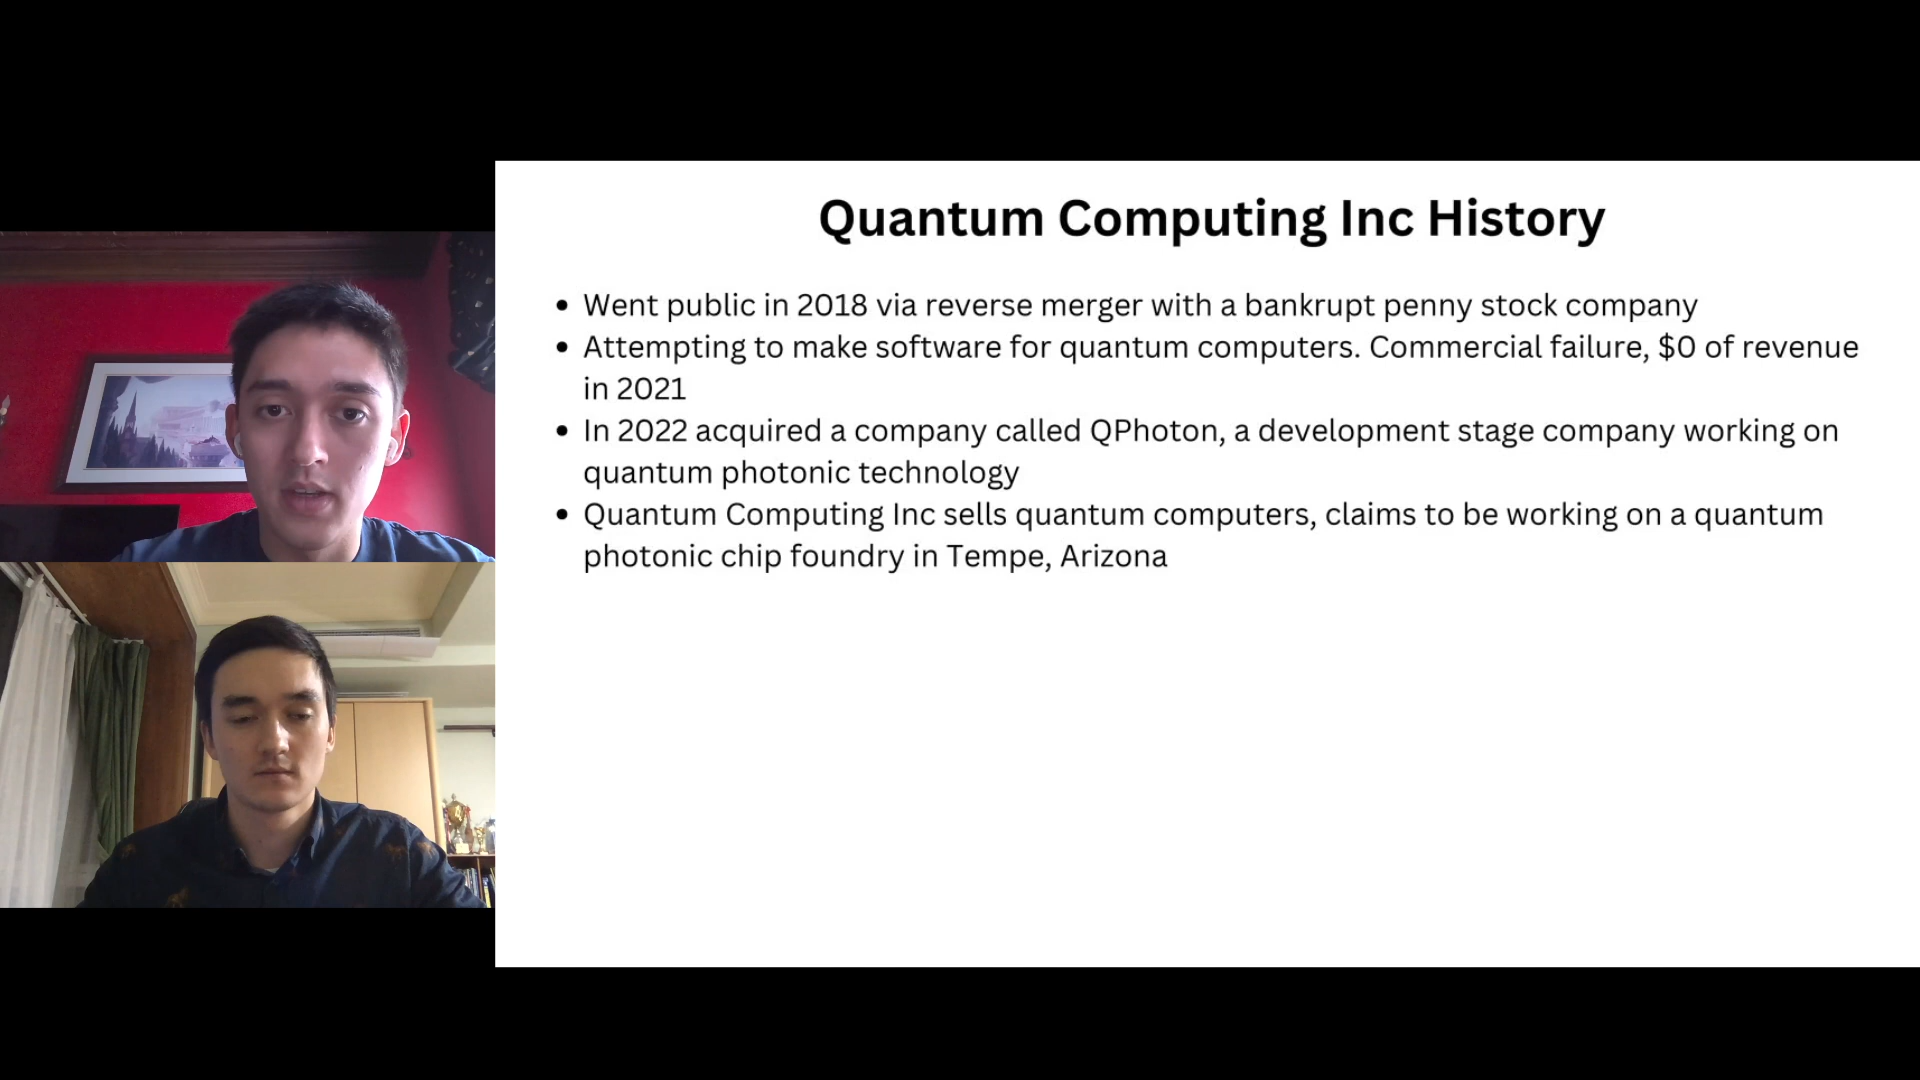 Quantum Computing Inc History
• Went public in 2018 via reverse merger with a bankrupt penny stock company
• Attempting to make software for quantum computers. Commercial failure, $0 of revenue
in 2021
• In 2022 acquired a company called QPhoton, a development stage company working on
quantum photonic technology
• Quantum Computing Inc sells quantum computers, claims to be working on a quantum
photonic chip foundry in Tempe, Arizona